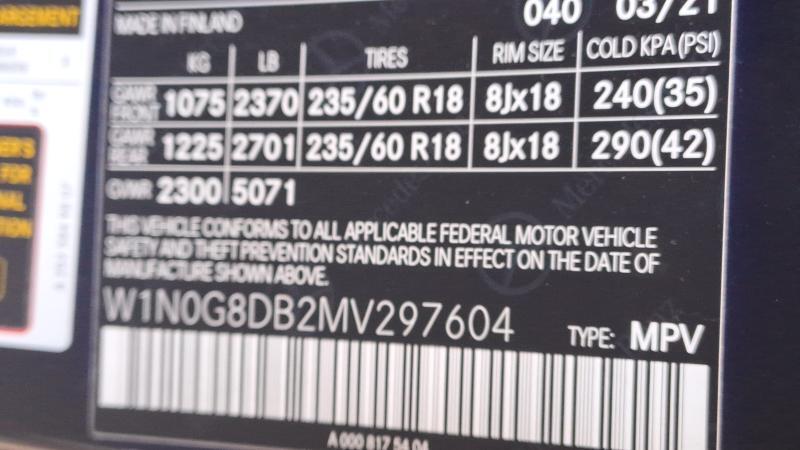 ARGEMENT
MADE IN FINLAND 040 03/21
KG LB TIRES RIM SIZE COLD KPA (PSI)
GAWR FRONT 1075 2370 235/60 R18 8Jx18 240(35)
GAWR REAR 1225 2701 235/60 R18 8Jx18 290(42)
GVWR 2300 5071
THIS VEHICLE CONFORMS TO ALL APPLICABLE FEDERAL MOTOR VEHICLE
SAFETY AND THEFT PREVENTION STANDARDS IN EFFECT ON THE DATE OF
MANUFACTURE SHOWN ABOVE.
W1N0G8DB2MV297604 TYPE: MPV
A 000 817 54 04